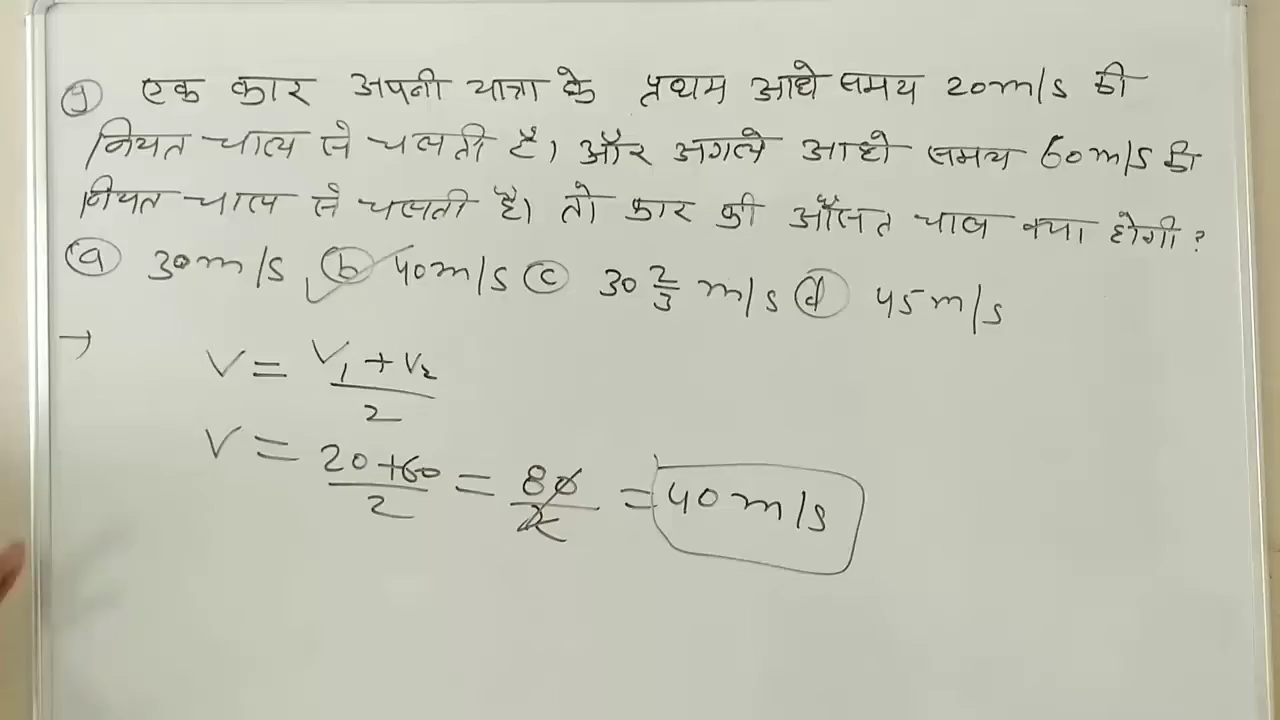 9 एक कार अपनी यात्रा के प्रथम आधे समय 20m/s की
नियत चाल से चलती है। और अगले आधे समय 60m/s की
नियत चाल से चलती है। तो कार की औसत चाल क्या होगी ?
a 30m/s b 40m/s c 30 2/3 m/s d 45m/s
→ V = V₁ + V₂ / 2
V = 20+60 / 2 = 80 / 2 = 40m/s